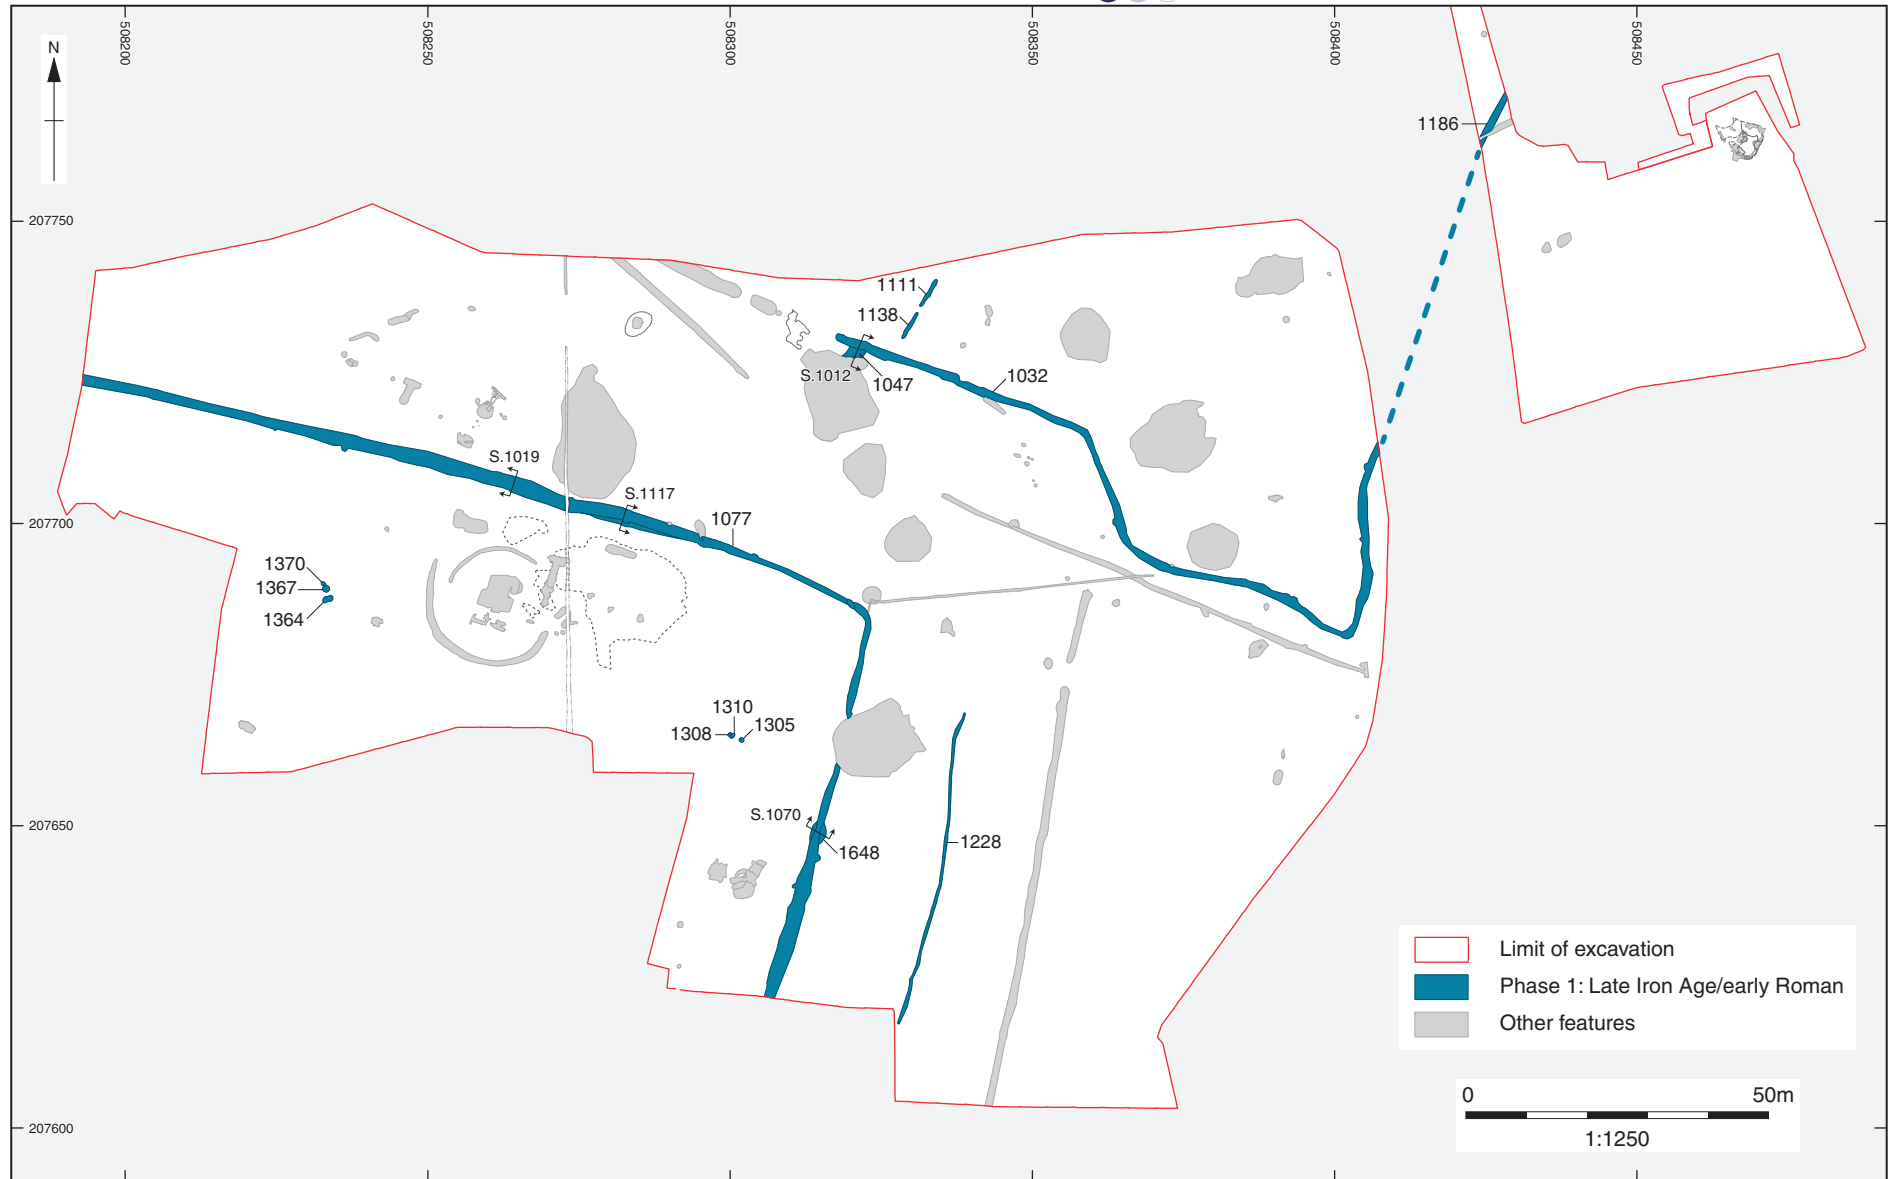 508200
508250
508300
508350
508400
508450
N
1186
207750
1111
1138
S.1012
1047
1032
S.1019
S.1117
1077
207700
1370
1367
1364
1310
1308
1305
S.1070
1648
1228
207650
Limit of excavation
Phase 1: Late Iron Age/early Roman
Other features
0 50m
1:1250
207600